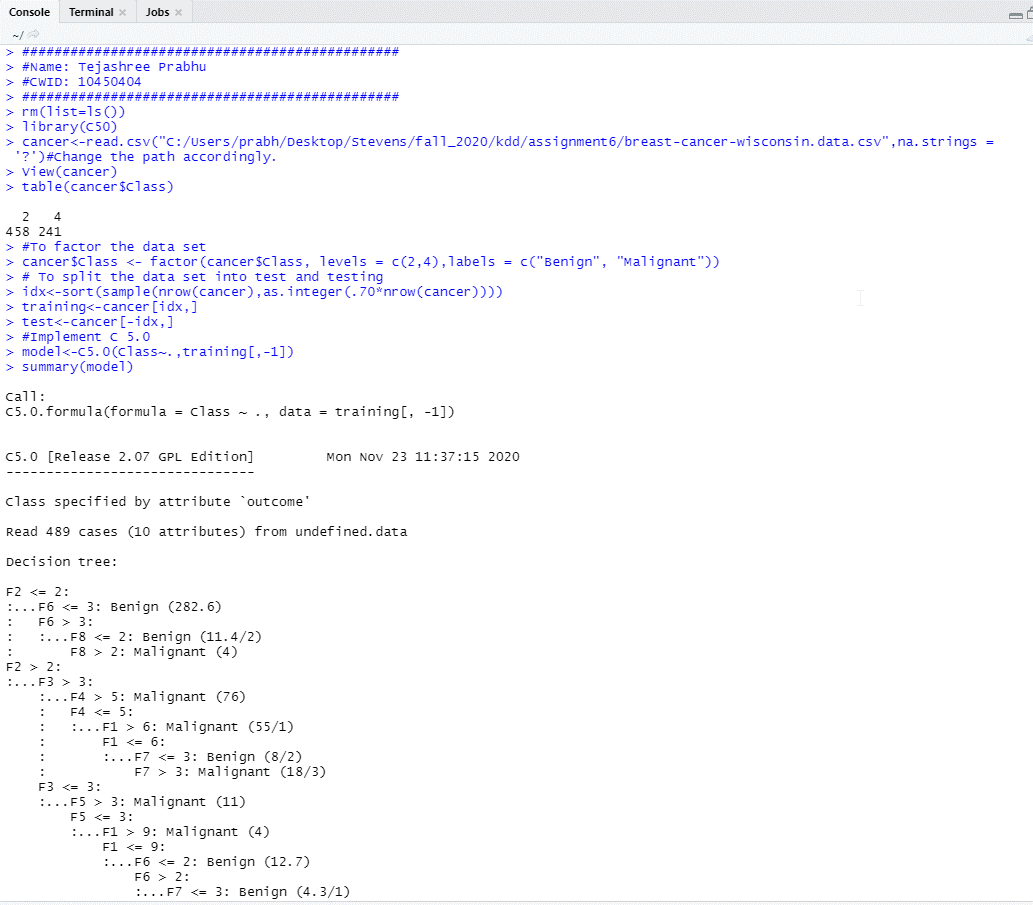 Console Terminal × Jobs ×
~/
> ###############################################
> #Name: Tejashree Prabhu
> #CWID: 10450404
> ###############################################
> rm(list=ls())
> library(C50)
> cancer<-read.csv("C:/Users/prabh/Desktop/Stevens/fall_2020/kdd/assignment6/breast-cancer-wisconsin.data.csv",na.strings =
 '?')#Change the path accordingly.
> View(cancer)
> table(cancer$Class)

  2   4
458 241
> #To factor the data set
> cancer$Class <- factor(cancer$Class, levels = c(2,4),labels = c("Benign", "Malignant"))
> # To split the data set into test and testing
> idx<-sort(sample(nrow(cancer),as.integer(.70*nrow(cancer))))
> training<-cancer[idx,]
> test<-cancer[-idx,]
> #Implement C 5.0
> model<-C5.0(Class~.,training[,-1])
> summary(model)

Call:
C5.0.formula(formula = Class ~ ., data = training[, -1])


C5.0 [Release 2.07 GPL Edition]         Mon Nov 23 11:37:15 2020
-------------------------------

Class specified by attribute `outcome'

Read 489 cases (10 attributes) from undefined.data

Decision tree:

F2 <= 2:
:...F6 <= 3: Benign (282.6)
:   F6 > 3:
:   :...F8 <= 2: Benign (11.4/2)
:       F8 > 2: Malignant (4)
F2 > 2:
:...F3 > 3:
    :...F4 > 5: Malignant (76)
    :   F4 <= 5:
    :   :...F1 > 6: Malignant (55/1)
    :       F1 <= 6:
    :       :...F7 <= 3: Benign (8/2)
    :           F7 > 3: Malignant (18/3)
    F3 <= 3:
    :...F5 > 3: Malignant (11)
        F5 <= 3:
        :...F1 > 9: Malignant (4)
            F1 <= 9:
            :...F6 <= 2: Benign (12.7)
                F6 > 2:
                :...F7 <= 3: Benign (4.3/1)